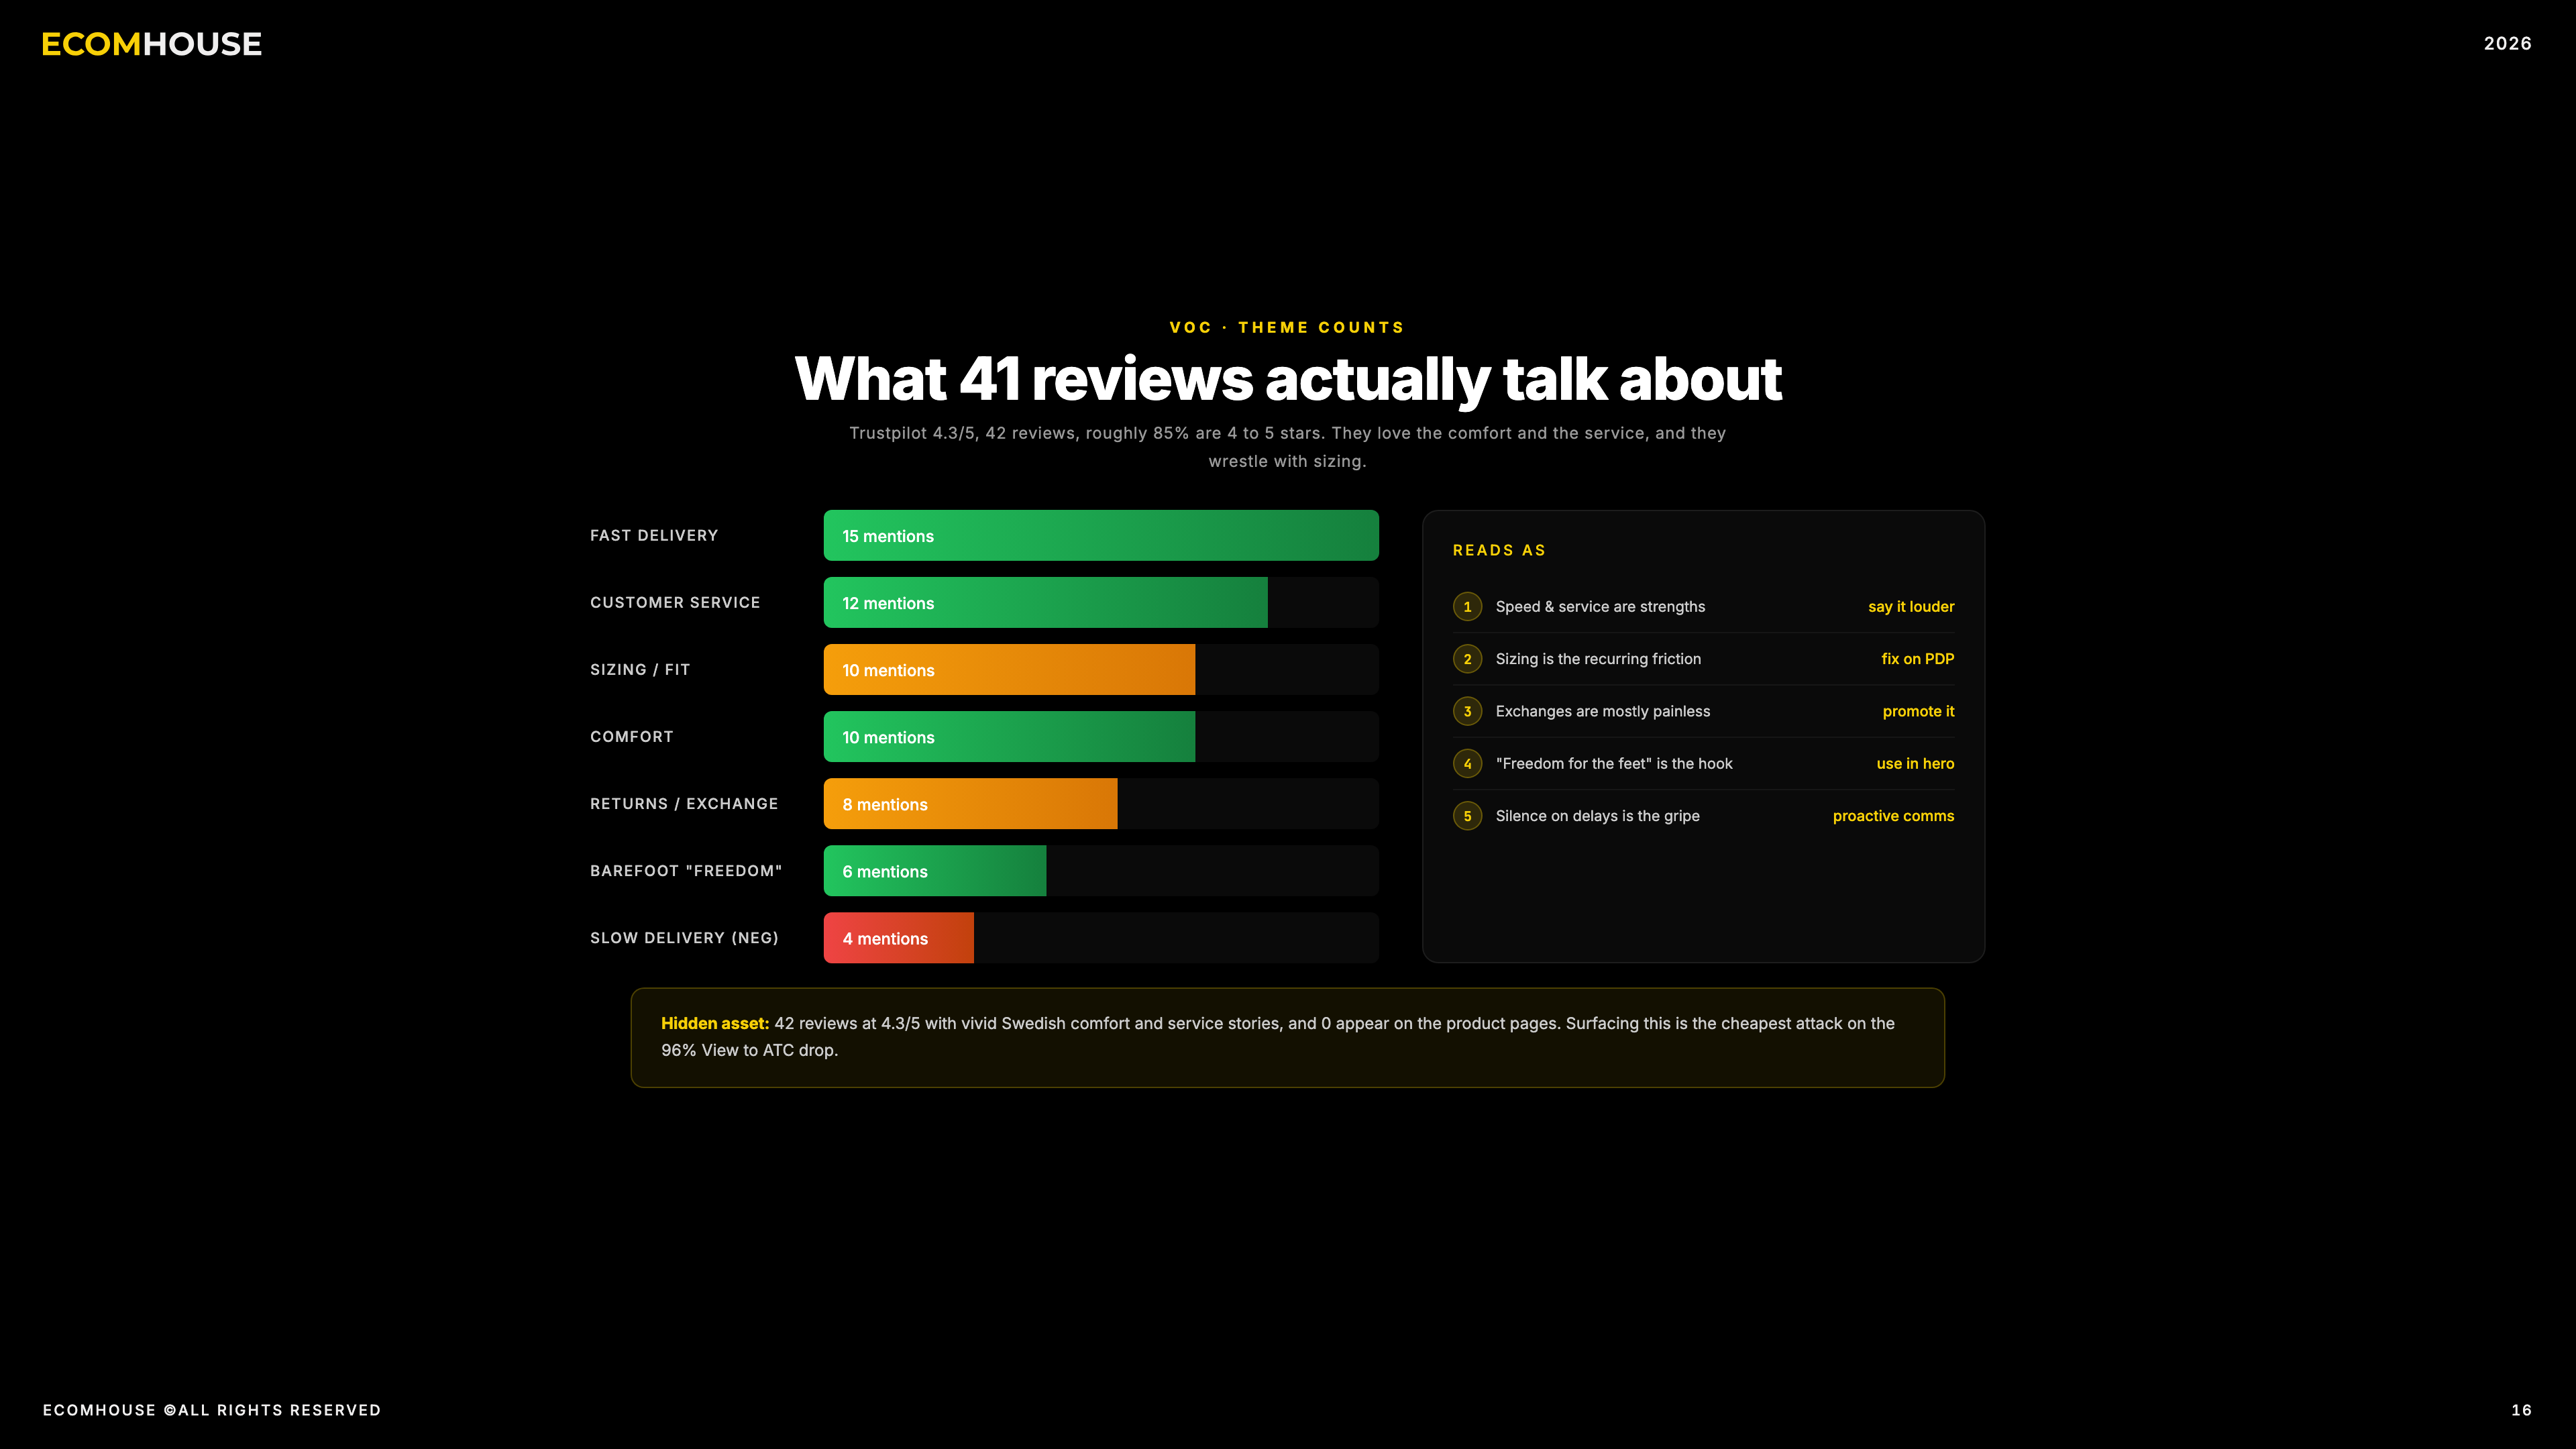 ECOMHOUSE
2026
VOC · THEME COUNTS
What 41 reviews actually talk about
Trustpilot 4.3/5, 42 reviews, roughly 85% are 4 to 5 stars. They love the comfort and the service, and they
wrestle with sizing.
FAST DELIVERY
15 mentions
CUSTOMER SERVICE
12 mentions
SIZING / FIT
10 mentions
COMFORT
10 mentions
RETURNS / EXCHANGE
8 mentions
BAREFOOT "FREEDOM"
6 mentions
SLOW DELIVERY (NEG)
4 mentions
READS AS
1 Speed & service are strengths say it louder
2 Sizing is the recurring friction fix on PDP
3 Exchanges are mostly painless promote it
4 "Freedom for the feet" is the hook use in hero
5 Silence on delays is the gripe proactive comms
Hidden asset: 42 reviews at 4.3/5 with vivid Swedish comfort and service stories, and 0 appear on the product pages. Surfacing this is the cheapest attack on the
96% View to ATC drop.
ECOMHOUSE ©ALL RIGHTS RESERVED
16